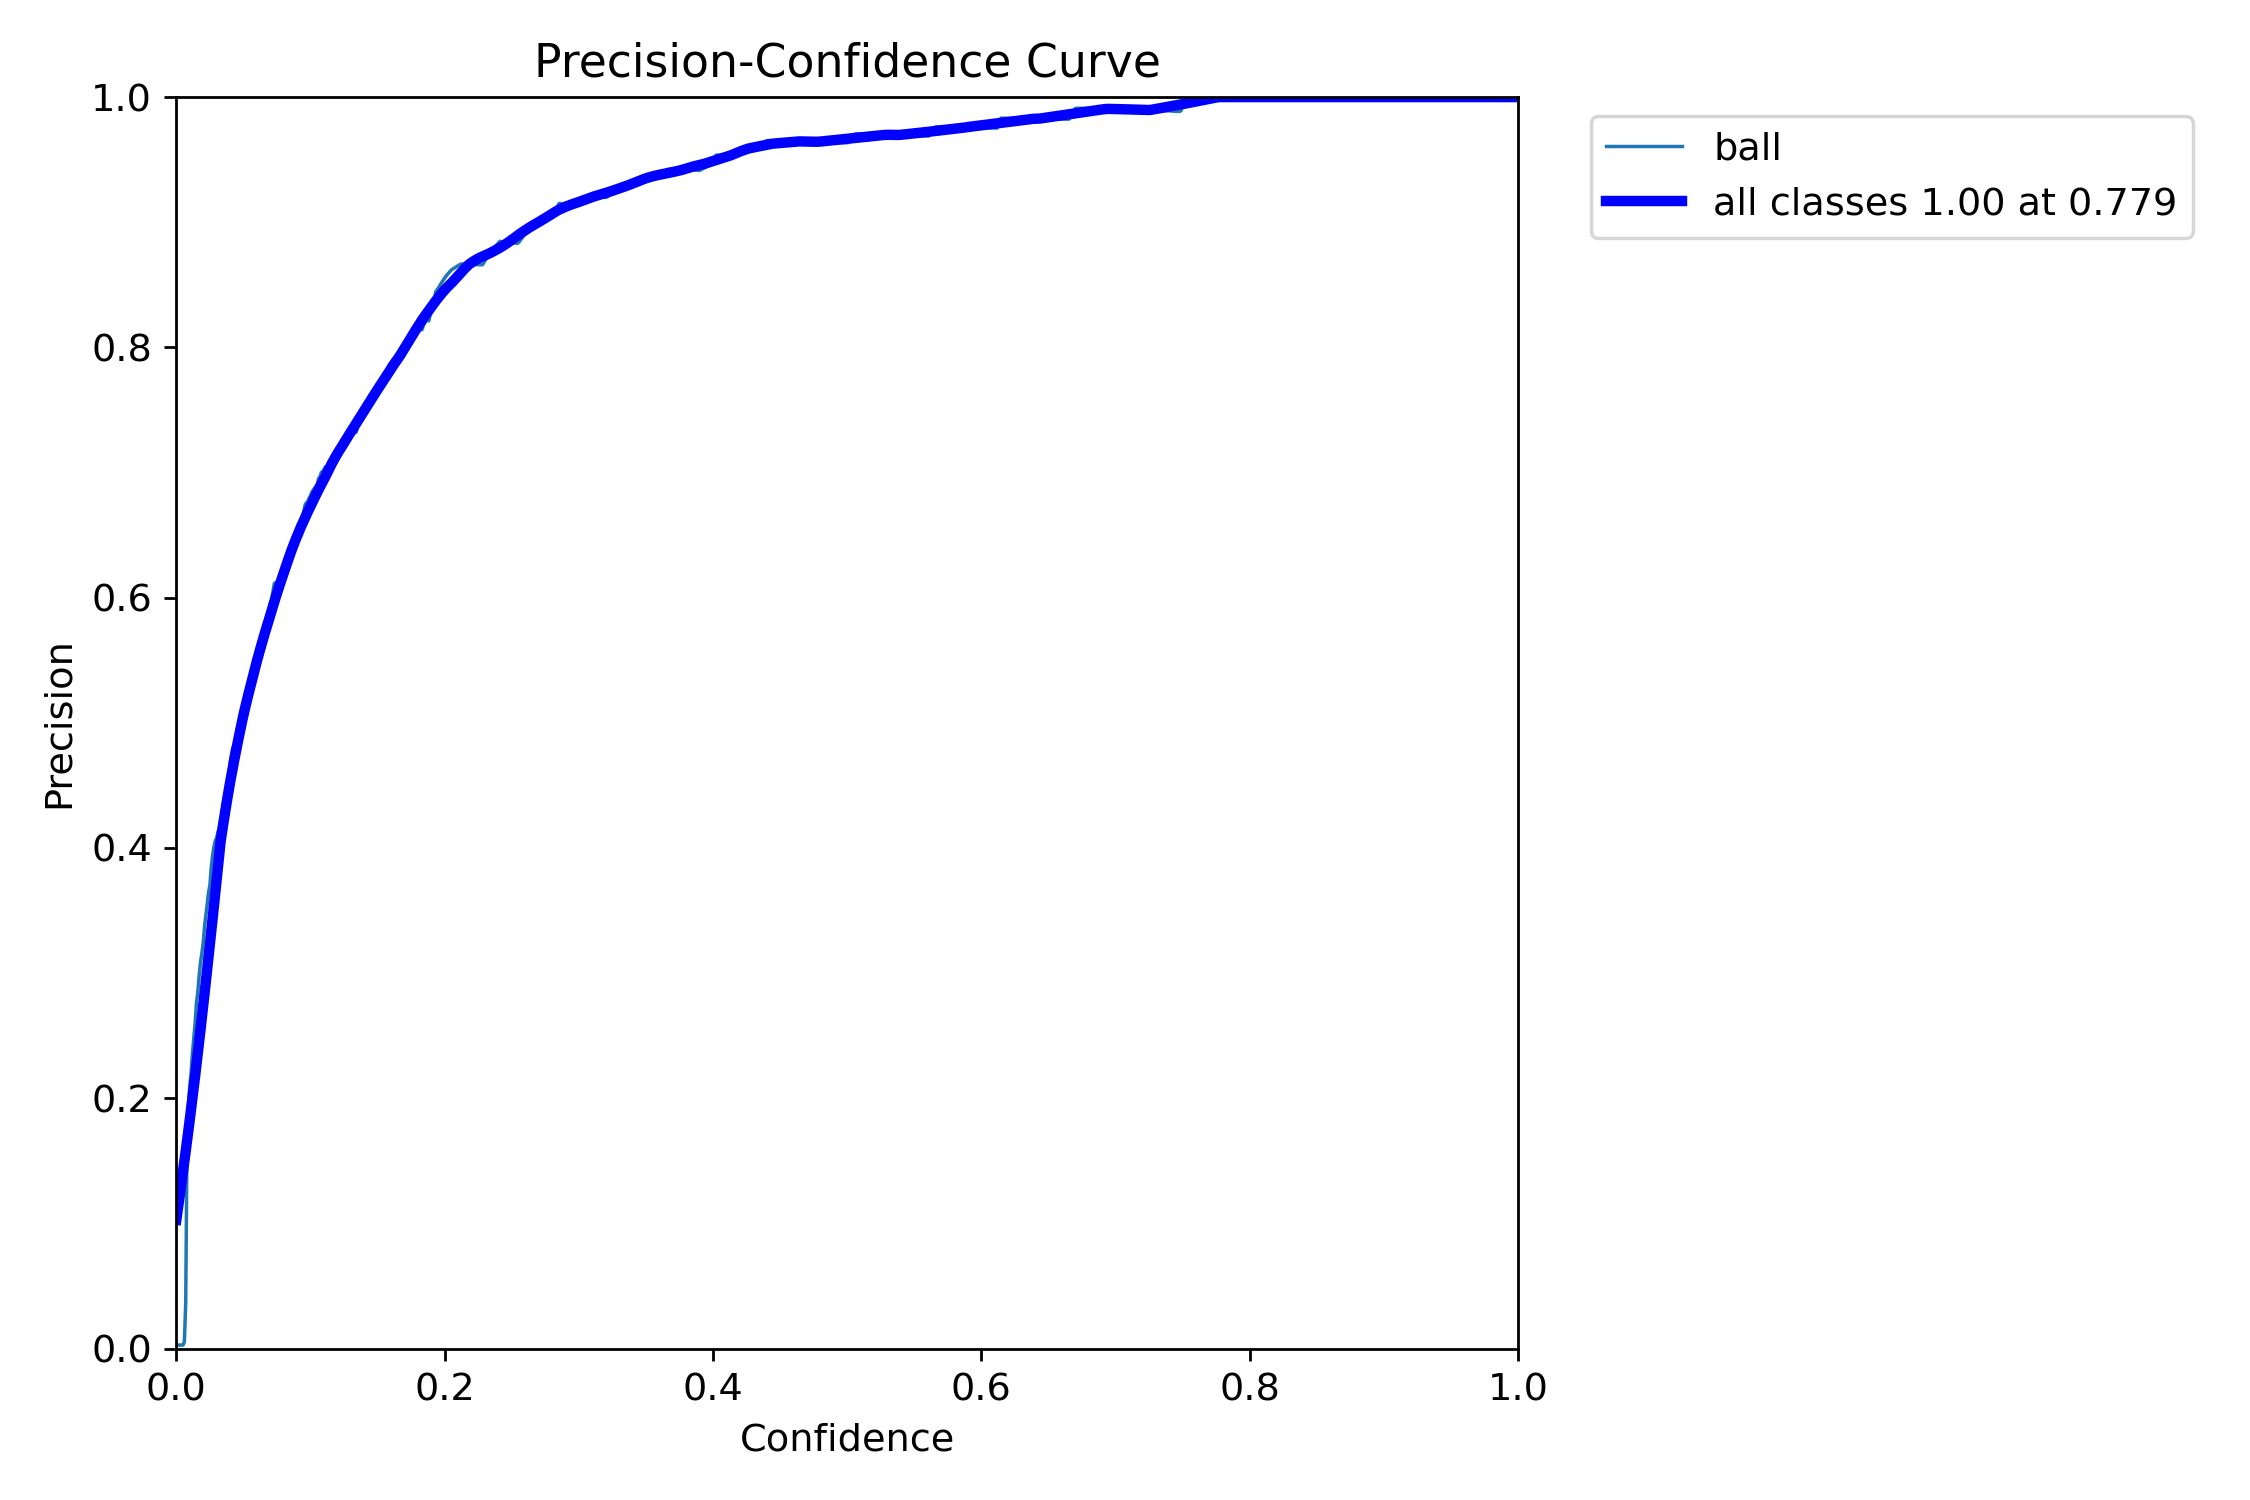 Precision-Confidence Curve
1.0
0.8
0.6
0.4
0.2
0.0
Precision
0.0 0.2 0.4 0.6 0.8 1.0
Confidence
ball
all classes 1.00 at 0.779